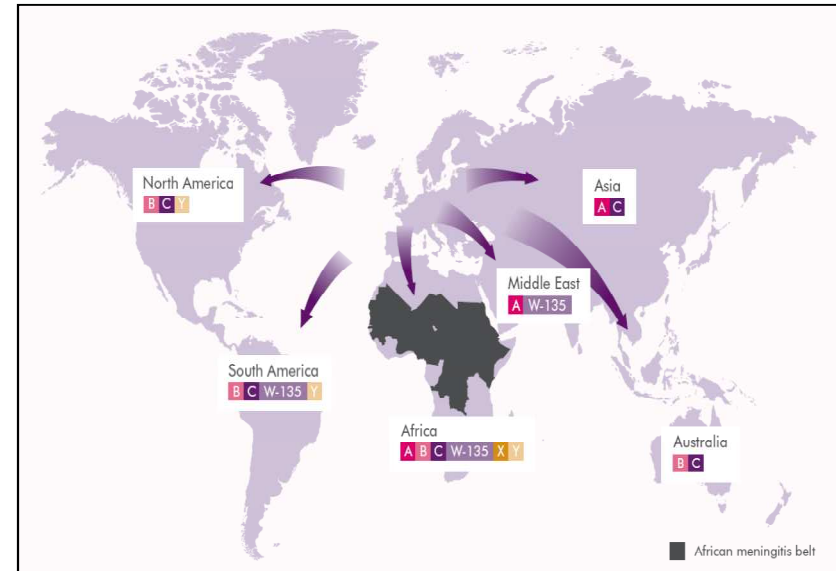 North America
B C Y
Asia
A C
Middle East
A W-135
South America
B C W-135 Y
Africa
A B C W-135 X Y
Australia
B C
African meningitis belt